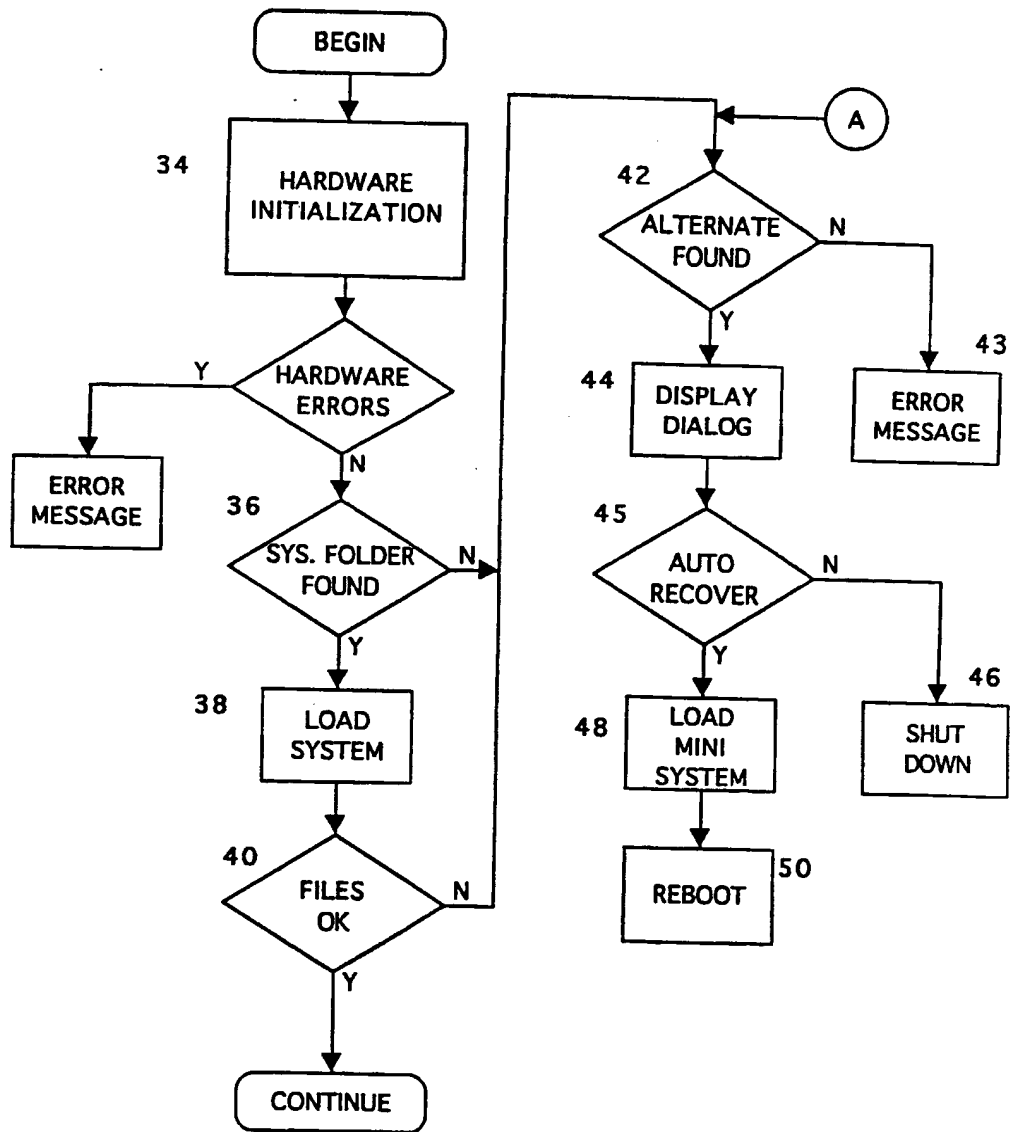 BEGIN
34
HARDWARE
INITIALIZATION
Y
HARDWARE
ERRORS
N
ERROR
MESSAGE
36
SYS. FOLDER
FOUND
N
Y
38
LOAD
SYSTEM
40
FILES
OK
N
Y
CONTINUE
A
42
ALTERNATE
FOUND
N
Y
43
ERROR
MESSAGE
44
DISPLAY
DIALOG
45
AUTO
RECOVER
N
Y
46
SHUT
DOWN
48
LOAD
MINI
SYSTEM
50
REBOOT